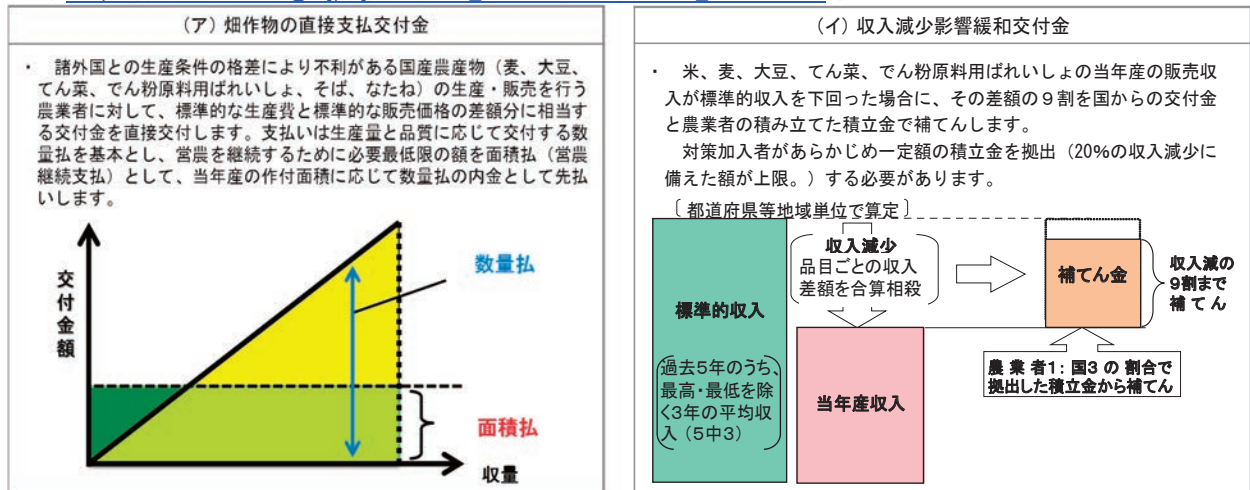 (ア) 畑作物の直接支払交付金
・ 諸外国との生産条件の格差により不利がある国産農産物（麦、大豆、
てん菜、でん粉原料用ばれいしょ、そば、なたね）の生産・販売を行う
農業者に対して、標準的な生産費と標準的な販売価格の差額分に相当す
る交付金を直接交付します。支払いは生産量と品質に応じて交付する数
量払を基本とし、営農を継続するために必要最低限の額を面積払（営農
継続支払）として、当年産の作付面積に応じて数量払の内金として先払
いします。
交付金額
数量払
面積払
収量
(イ) 収入減少影響緩和交付金
・ 米、麦、大豆、てん菜、でん粉原料用ばれいしょの当年産の販売収
入が標準的収入を下回った場合に、その差額の９割を国からの交付金
と農業者の積み立てた積立金で補てんします。
対策加入者があらかじめ一定額の積立金を拠出（20%の収入減少に
備えた額が上限。）する必要があります。
〔 都道府県等地域単位で算定 〕
標準的収入
過去5年のうち、
最高・最低を除
く3年の平均収
入（5中3）
収入減少
品目ごとの収入
差額を合算相殺
当年産収入
補てん金
収入減の
9割まで
補てん
農業者1：国3の割合で
拠出した積立金から補てん